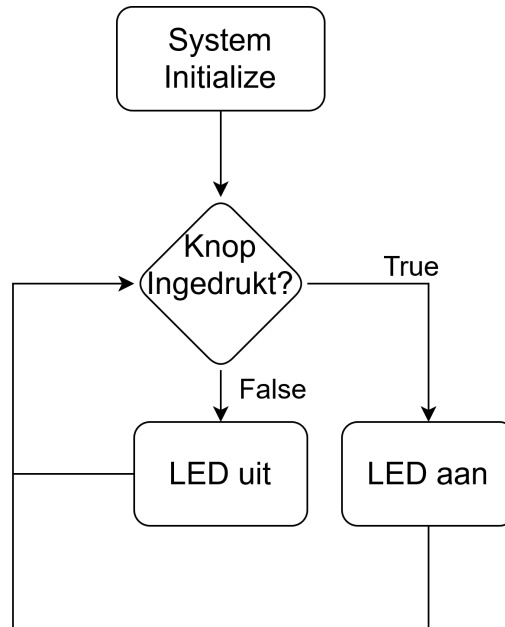 System
Initialize
Knop
Ingedrukt?
True
False
LED uit
LED aan